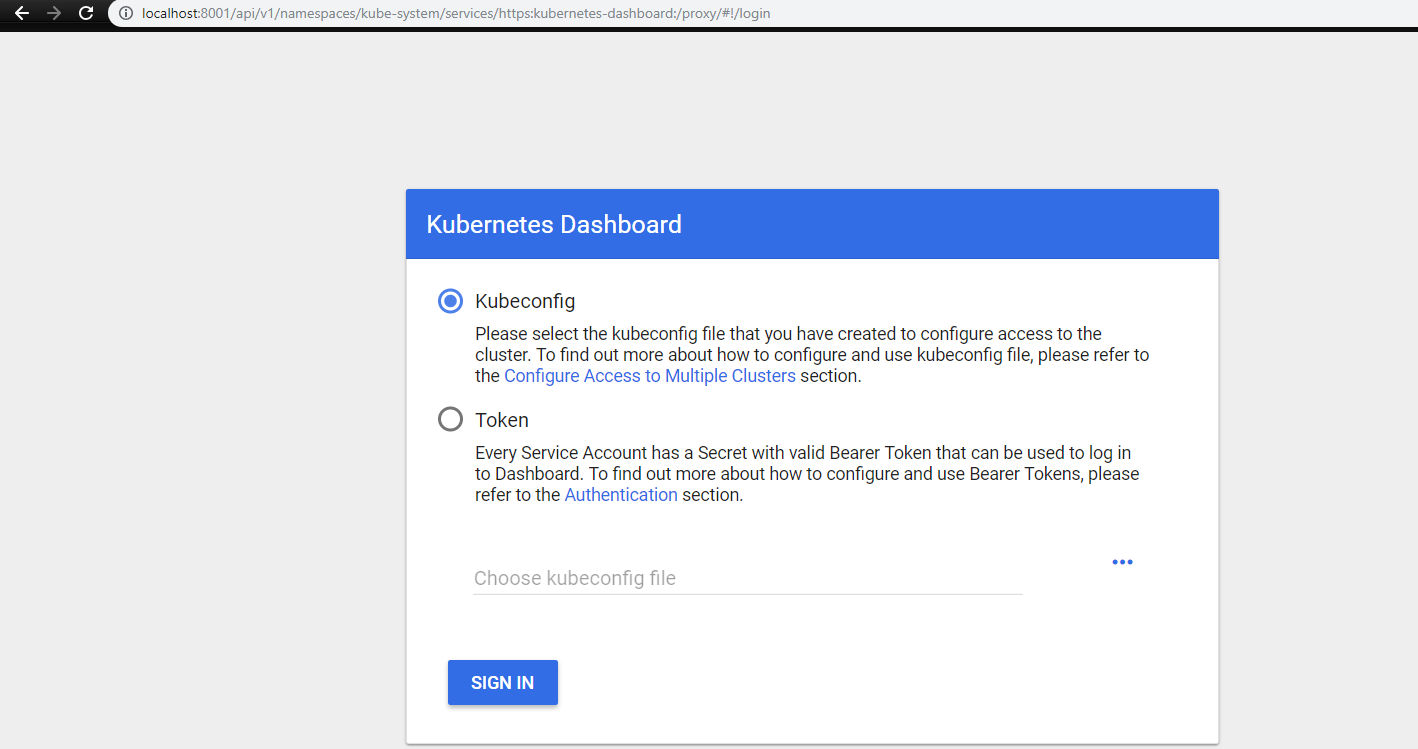 localhost:8001/api/v1/namespaces/kube-system/services/https:kubernetes-dashboard:/proxy/#!/login
Kubernetes Dashboard
Kubeconfig
Please select the kubeconfig file that you have created to configure access to the
cluster. To find out more about how to configure and use kubeconfig file, please refer to
the Configure Access to Multiple Clusters section.
Token
Every Service Account has a Secret with valid Bearer Token that can be used to log in
to Dashboard. To find out more about how to configure and use Bearer Tokens, please
refer to the Authentication section.
Choose kubeconfig file
SIGN IN